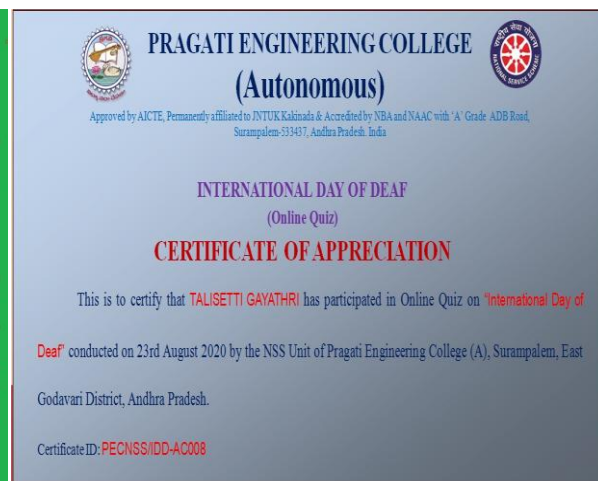 PRAGATI ENGINEERING COLLEGE
(Autonomous)
Approved by AICTE, Permanently affiliated to JNTUK Kakinada & Accredited by NBA and NAAC with 'A' Grade ADB Road,
Surampalem-533437, Andhra Pradesh. India
INTERNATIONAL DAY OF DEAF
(Online Quiz)
CERTIFICATE OF APPRECIATION
This is to certify that TALISETTI GAYATHRI has participated in Online Quiz on "International Day of
Deaf" conducted on 23rd August 2020 by the NSS Unit of Pragati Engineering College (A), Surampalem, East
Godavari District, Andhra Pradesh.
Certificate ID: PECNSS/IDD-AC008
NATIONAL SERVICE SCHEME